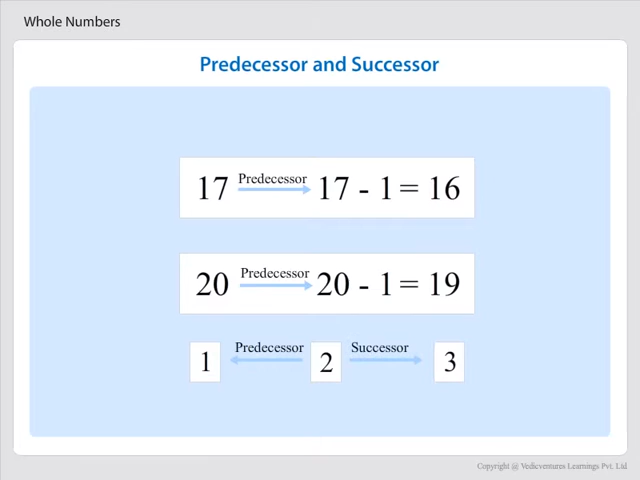 Whole Numbers
Predecessor and Successor
17 Predecessor 17 - 1 = 16
20 Predecessor 20 - 1 = 19
1 Predecessor 2 Successor 3
Copyright @ Vedicventures Learnings Pvt. Ltd